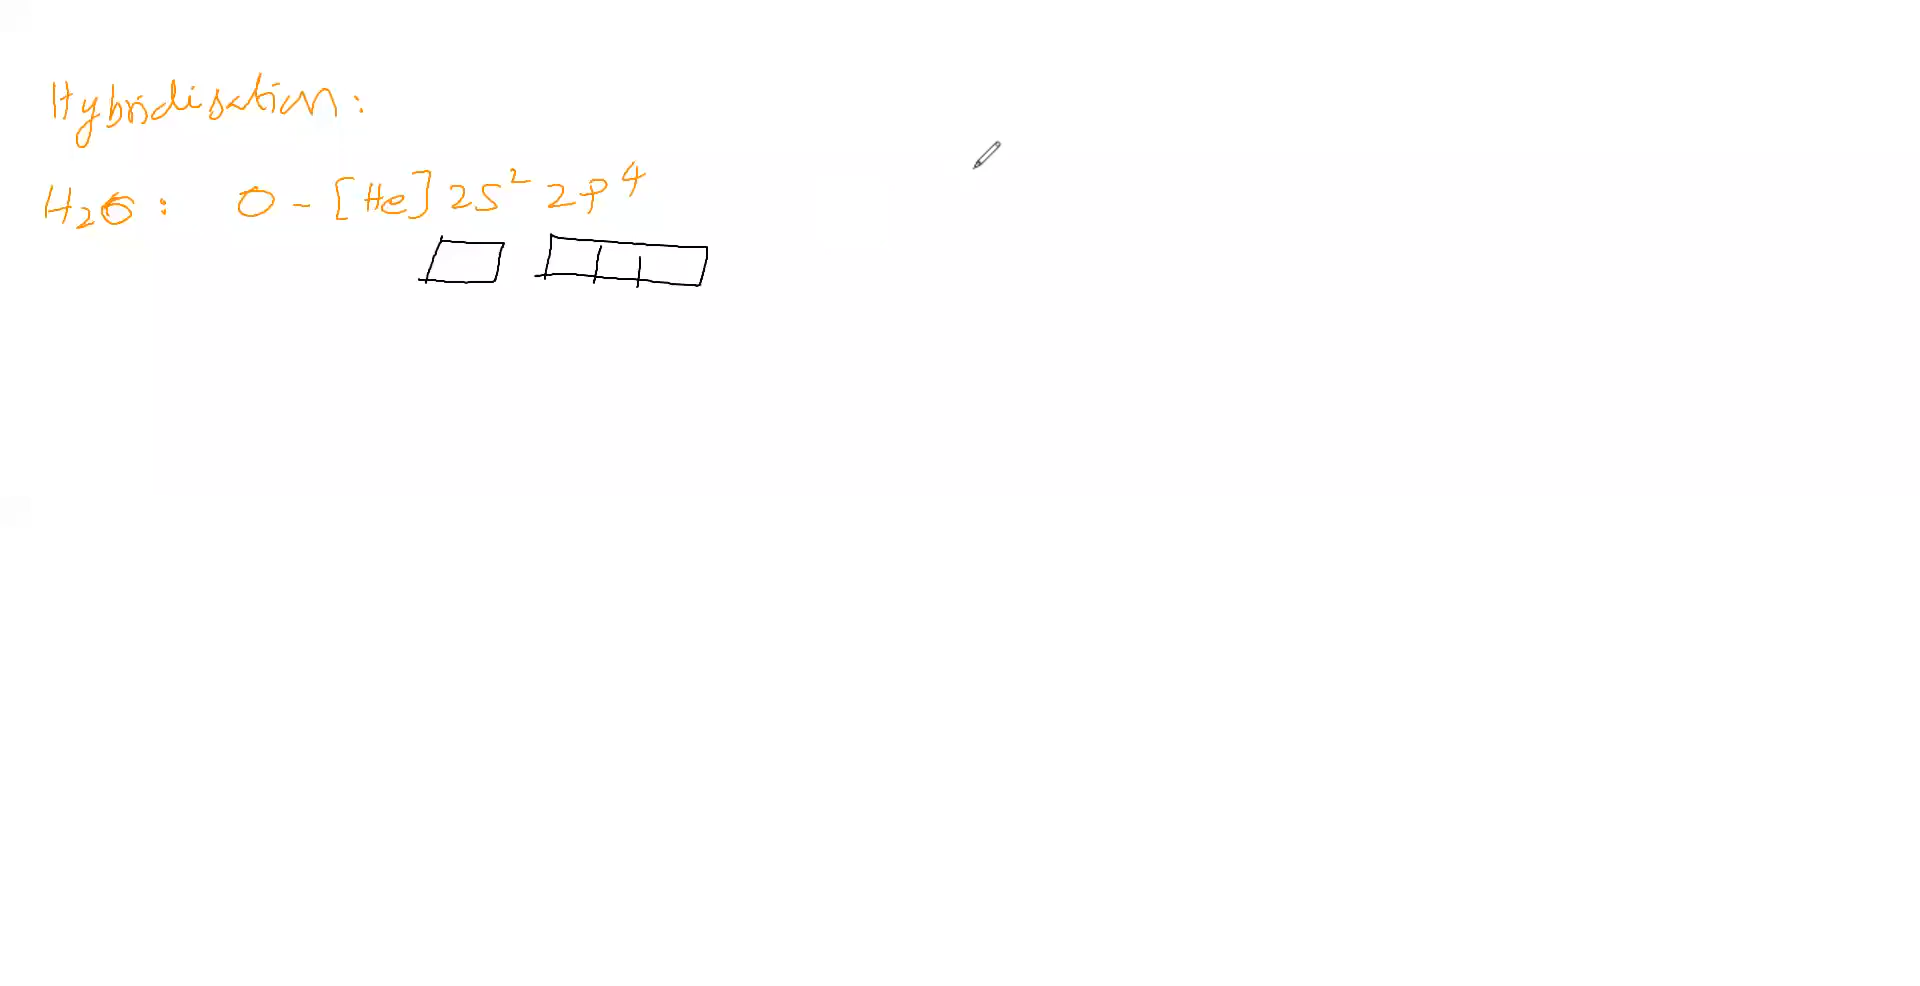 Hybridisation:
H₂O: O - [He] 2S² 2P⁴